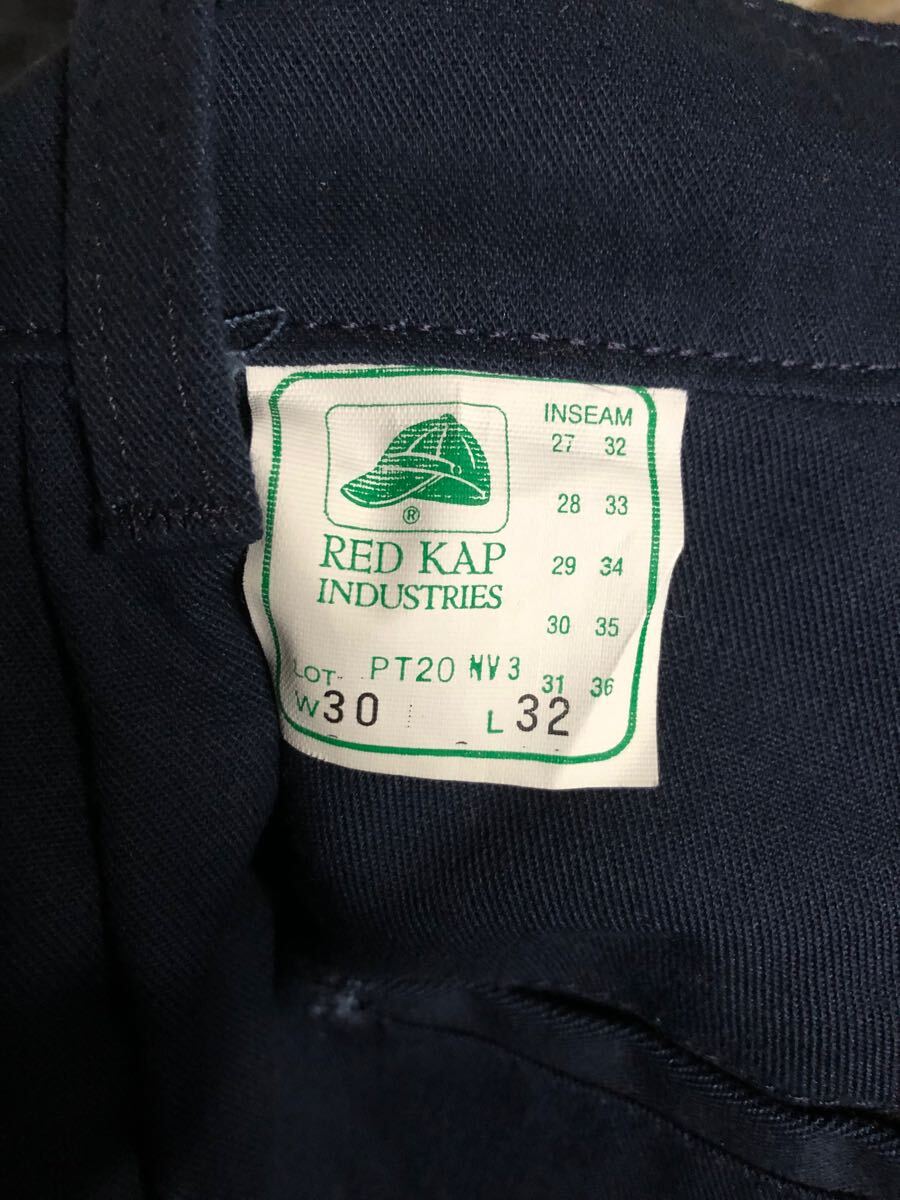 INSEAM
27 32
28 33
29 34
30 35
31 36
®
RED KAP
INDUSTRIES
LOT PT20 NV3
W30 L32